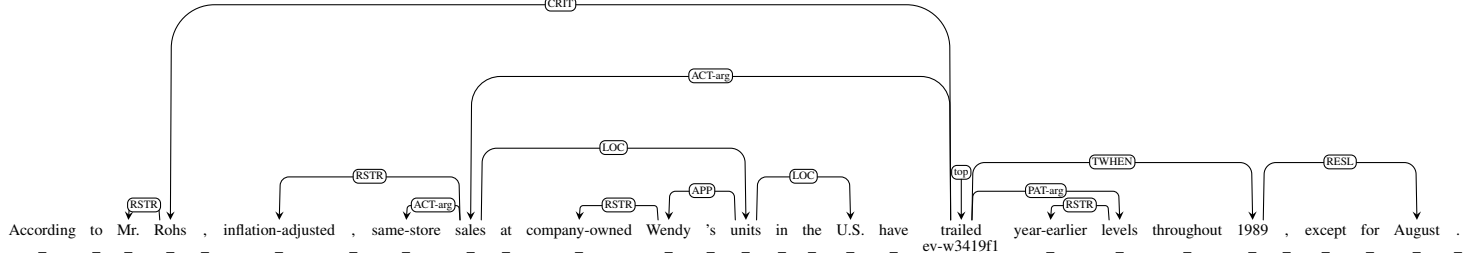 CRIT
ACT-arg
LOC
TWHEN RESL
RSTR LOC top
APP PAT-arg
RSTR ACT-arg RSTR RSTR
According to Mr. Rohs , inflation-adjusted , same-store sales at company-owned Wendy 's units in the U.S. have trailed year-earlier levels throughout 1989 , except for August .
ev-w3419f1
_ _ _ _ _ _ _ _ _ _ _ _ _ _ _ _ _ _ _ _ _ _ _ _ _ _